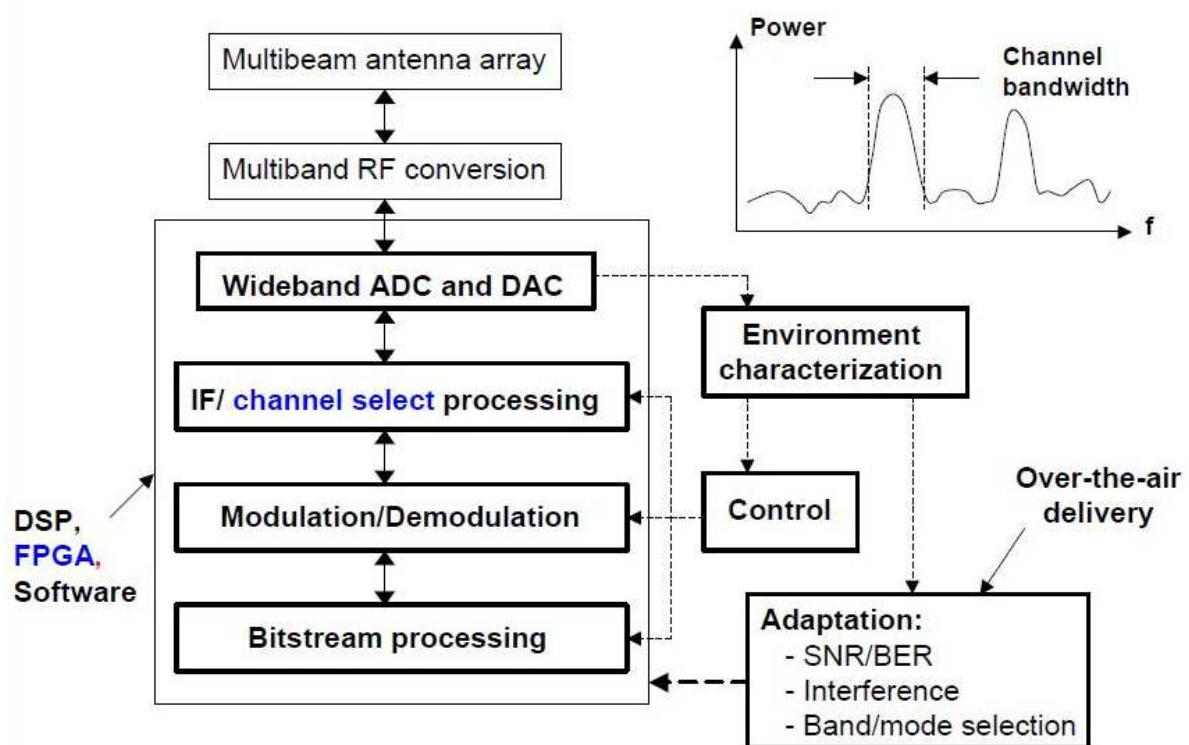 Multibeam antenna array
Multiband RF conversion
Power
Channel
bandwidth
f
Wideband ADC and DAC
Environment
characterization
IF/ channel select processing
Modulation/Demodulation
Control
Over-the-air
delivery
DSP,
FPGA,
Software
Bitstream processing
Adaptation:
- SNR/BER
- Interference
- Band/mode selection